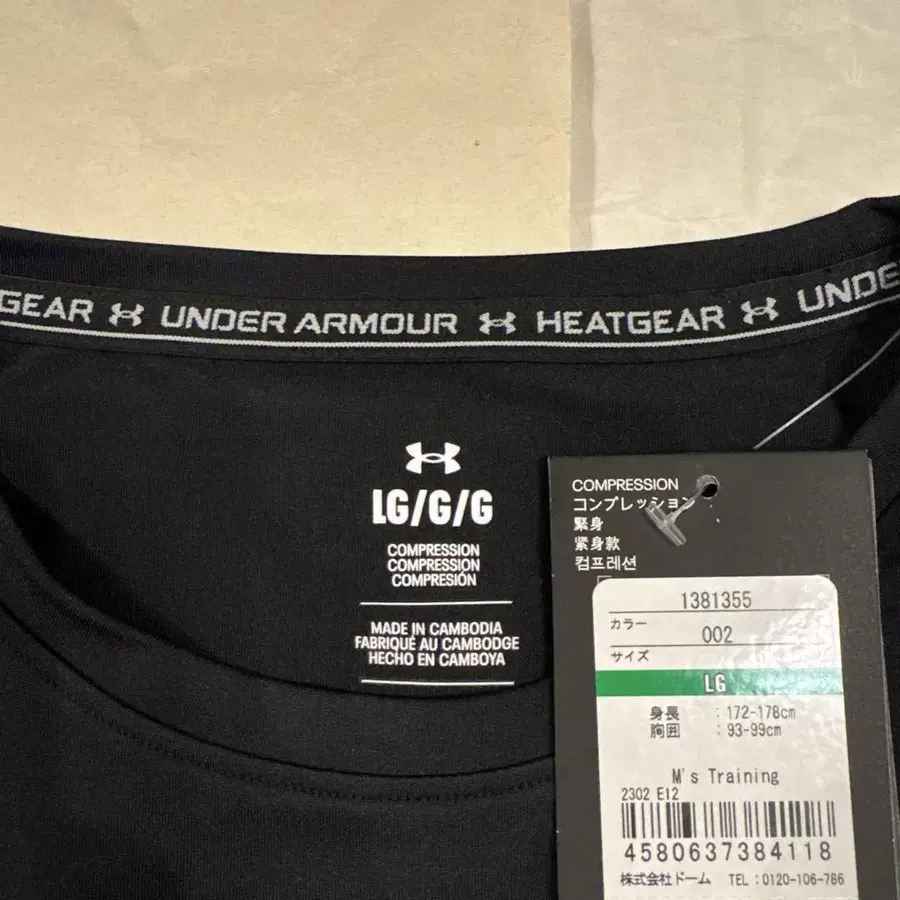 GEAR UNDER ARMOUR HEATGEAR UNDE
LG/G/G
COMPRESSION
COMPRESSION
COMPRESIÓN
MADE IN CAMBODIA
FABRIQUÉ AU CAMBODGE
HECHO EN CAMBOYA
COMPRESSION
コンプレッション
緊身
紧身款
컴프레션
1381355
カラー
002
サイズ
LG
身長 : 172-178cm
胸囲 : 93-99cm
M's Training
2302 EI2
4580637384118
株式会社ドーム TEL:0120-106-786